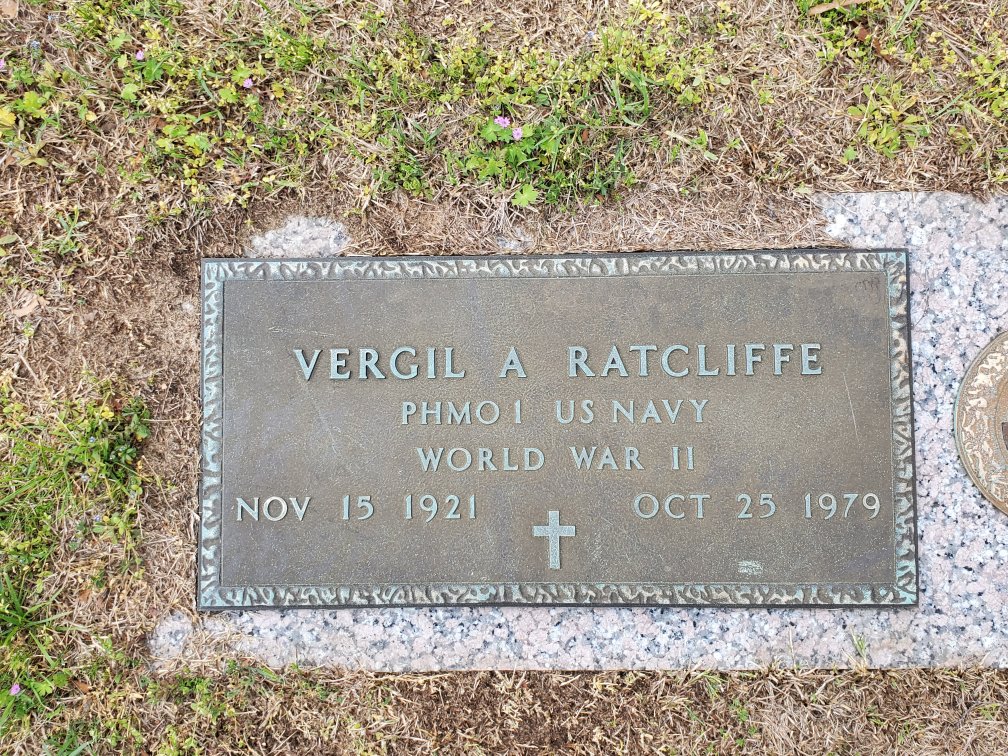 VERGIL A RATCLIFFE
PHMO1 US NAVY
WORLD WAR II
NOV 15 1921 OCT 25 1979